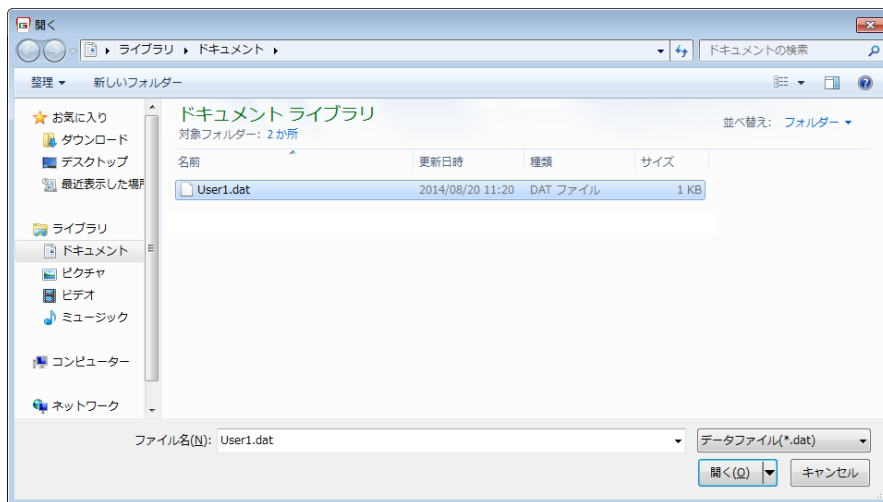 開く
ライブラリ ドキュメント ドキュメントの検索
整理 新しいフォルダー
お気に入り
ダウンロード
デスクトップ
最近表示した場所
ライブラリ
ドキュメント
ピクチャ
ビデオ
ミュージック
コンピューター
ネットワーク
ドキュメント ライブラリ
対象フォルダー: 2 か所
並べ替え: フォルダー
名前 更新日時 種類 サイズ
User1.dat 2014/08/20 11:20 DAT ファイル 1 KB
ファイル名(N): User1.dat データファイル(*.dat)
開く(O) キャンセル